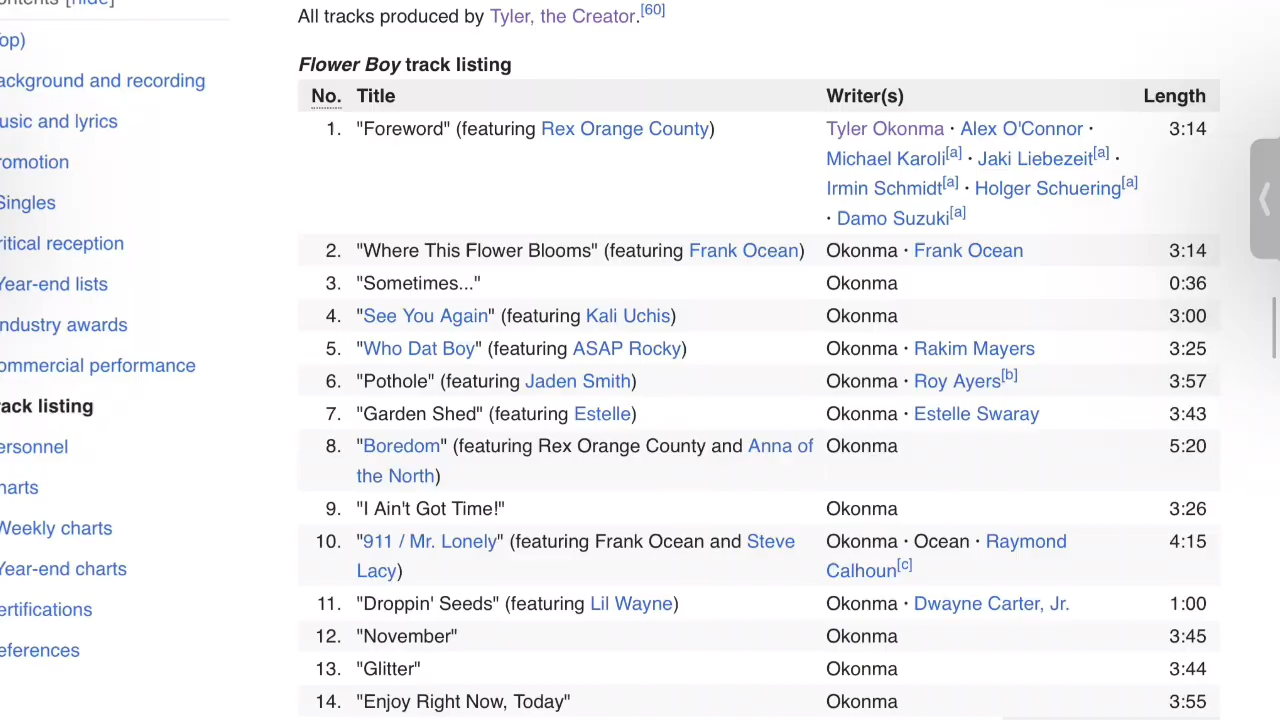 ontents [hide]
All tracks produced by Tyler, the Creator.[60]
op)
ackground and recording
usic and lyrics
romotion
Singles
ritical reception
Year-end lists
ndustry awards
ommercial performance
rack listing
ersonnel
harts
Weekly charts
Year-end charts
ertifications
eferences
Flower Boy track listing
No. Title Writer(s) Length
1. "Foreword" (featuring Rex Orange County) Tyler Okonma · Alex O'Connor · 3:14
Michael Karoli[a] · Jaki Liebezeit[a] ·
Irmin Schmidt[a] · Holger Schuering[a]
· Damo Suzuki[a]
2. "Where This Flower Blooms" (featuring Frank Ocean) Okonma · Frank Ocean 3:14
3. "Sometimes..." Okonma 0:36
4. "See You Again" (featuring Kali Uchis) Okonma 3:00
5. "Who Dat Boy" (featuring ASAP Rocky) Okonma · Rakim Mayers 3:25
6. "Pothole" (featuring Jaden Smith) Okonma · Roy Ayers[b] 3:57
7. "Garden Shed" (featuring Estelle) Okonma · Estelle Swaray 3:43
8. "Boredom" (featuring Rex Orange County and Anna of Okonma 5:20
the North)
9. "I Ain't Got Time!" Okonma 3:26
10. "911 / Mr. Lonely" (featuring Frank Ocean and Steve Okonma · Ocean · Raymond 4:15
Lacy) Calhoun[c]
11. "Droppin' Seeds" (featuring Lil Wayne) Okonma · Dwayne Carter, Jr. 1:00
12. "November" Okonma 3:45
13. "Glitter" Okonma 3:44
14. "Enjoy Right Now, Today" Okonma 3:55